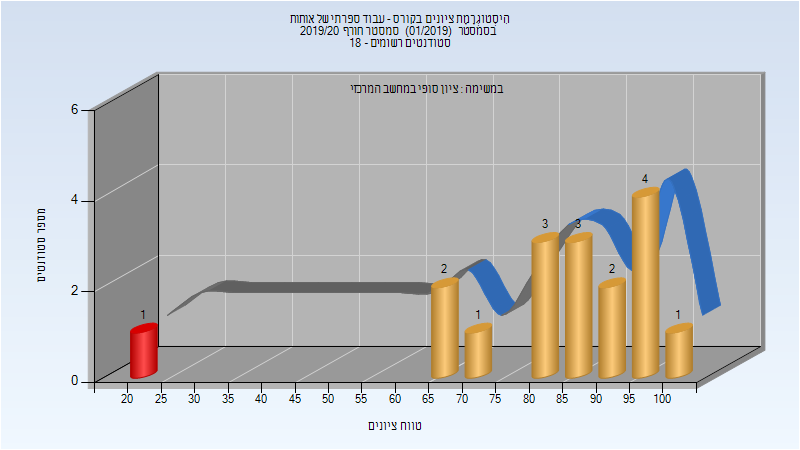 היסטוגרמת ציונים בקורס - עבוד ספרתי של אותות
בסמסטר (01/2019) סמסטר חורף 2019/20
סטודנטים רשומים - 18
במשימה : ציון סופי במחשב המרכזי
6
4
2
0
מספר סטודנטים
1
2
1
3
3
2
4
1
20 25 30 35 40 45 50 55 60 65 70 75 80 85 90 95 100
טווח ציונים